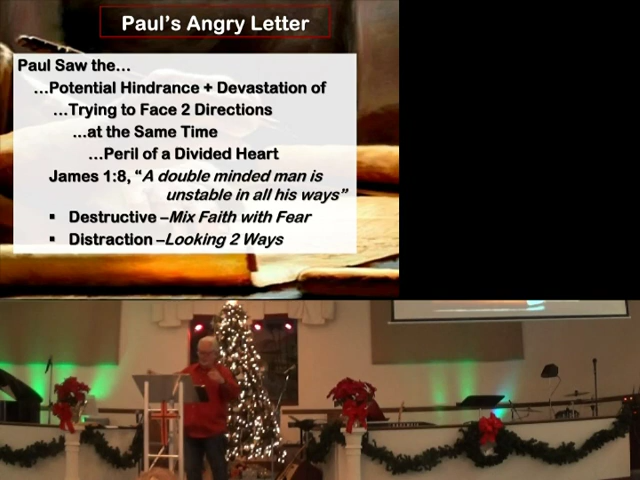 Paul's Angry Letter
Paul Saw the...
...Potential Hindrance + Devastation of
...Trying to Face 2 Directions
...at the Same Time
...Peril of a Divided Heart
James 1:8, "A double minded man is
unstable in all his ways"
▪ Destructive –Mix Faith with Fear
▪ Distraction –Looking 2 Ways